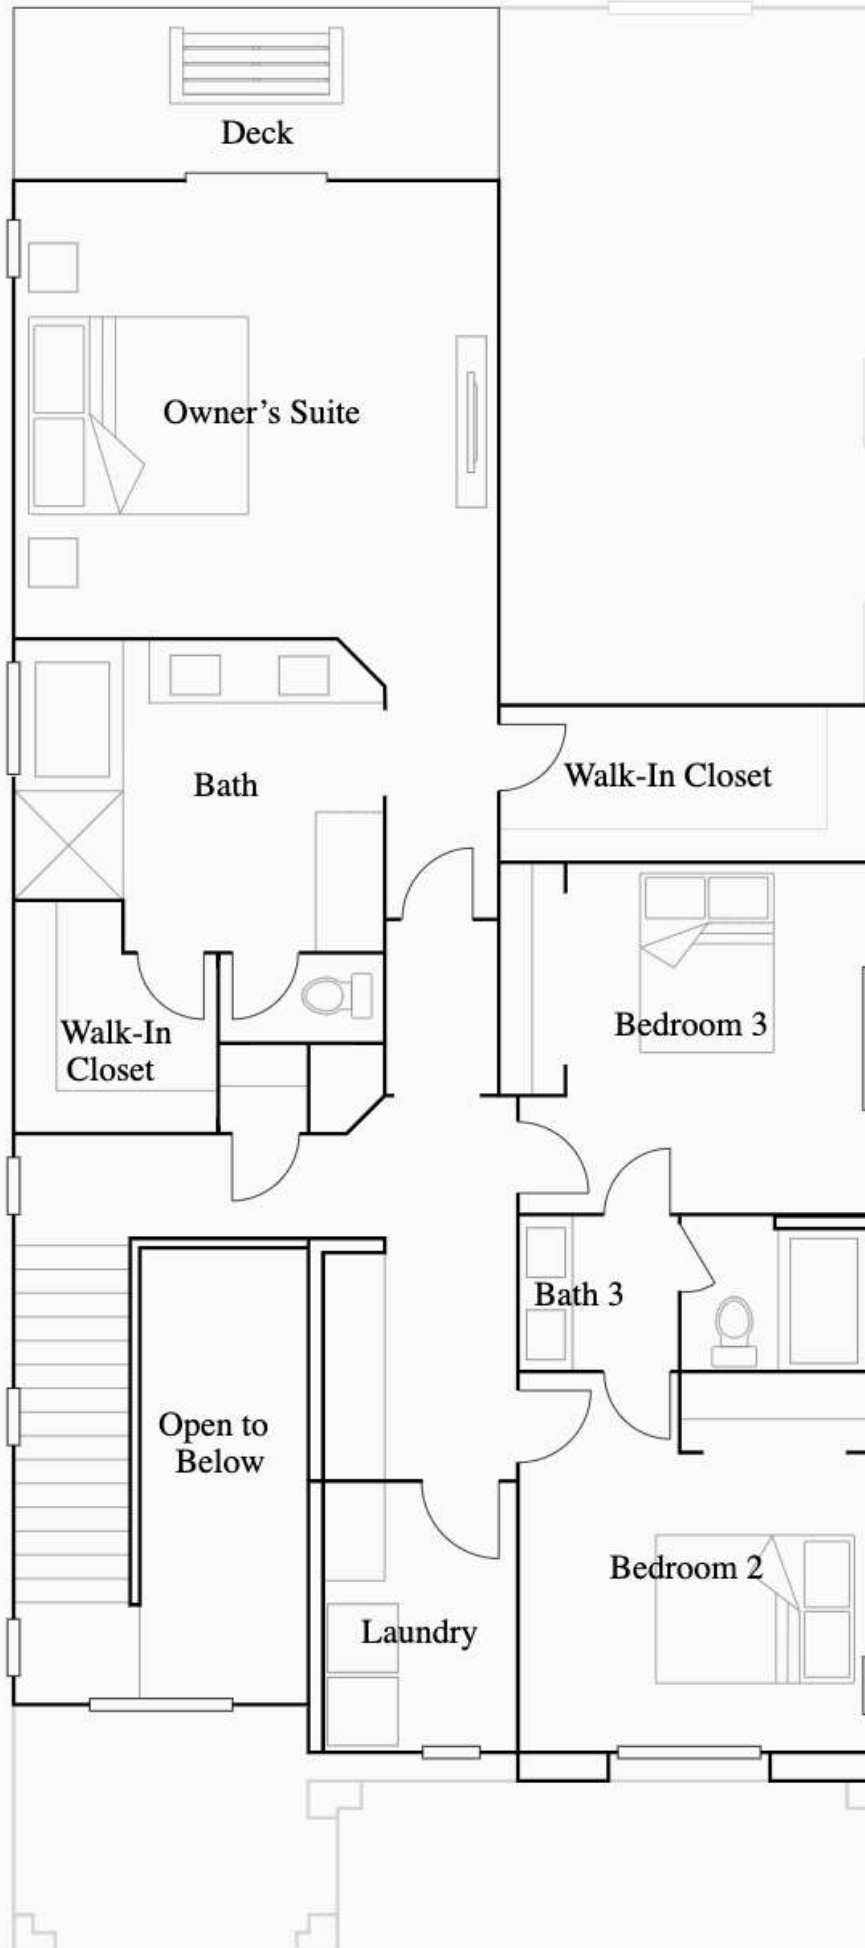 Deck
Owner's Suite
Bath
Walk-In Closet
Walk-In
Closet
Bedroom 3
Bath 3
Open to
Below
Bedroom 2
Laundry